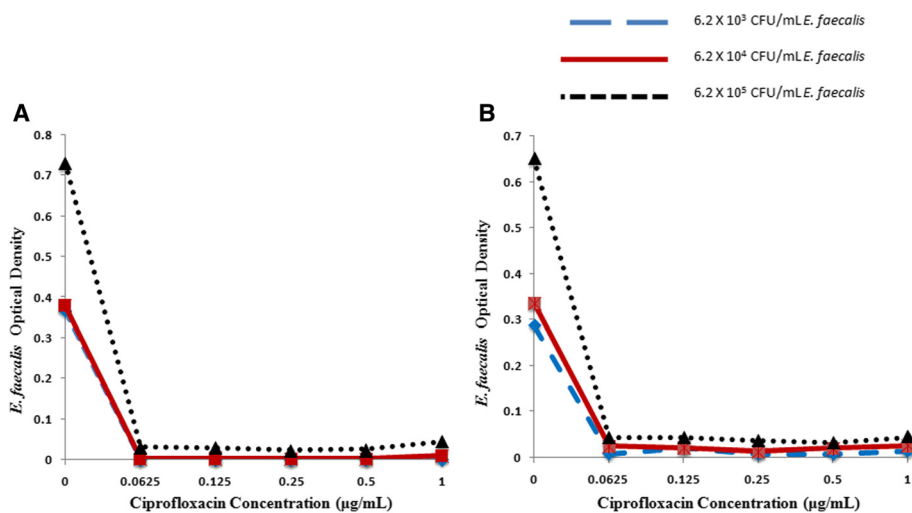 6.2 X 10³ CFU/mLE. faecalis
6.2 X 10⁴ CFU/mLE. faecalis
6.2 X 10⁵ CFU/mLE. faecalis
A
0.8
0.7
0.6
0.5
0.4
0.3
0.2
0.1
0
E. faecalis Optical Density
0 0.0625 0.125 0.25 0.5 1
Ciprofloxacin Concentration (µg/mL)
B
0.7
0.6
0.5
0.4
0.3
0.2
0.1
0
E. faecalis Optical Density
0 0.0625 0.125 0.25 0.5 1
Ciprofloxacin Concentration (µg/mL)